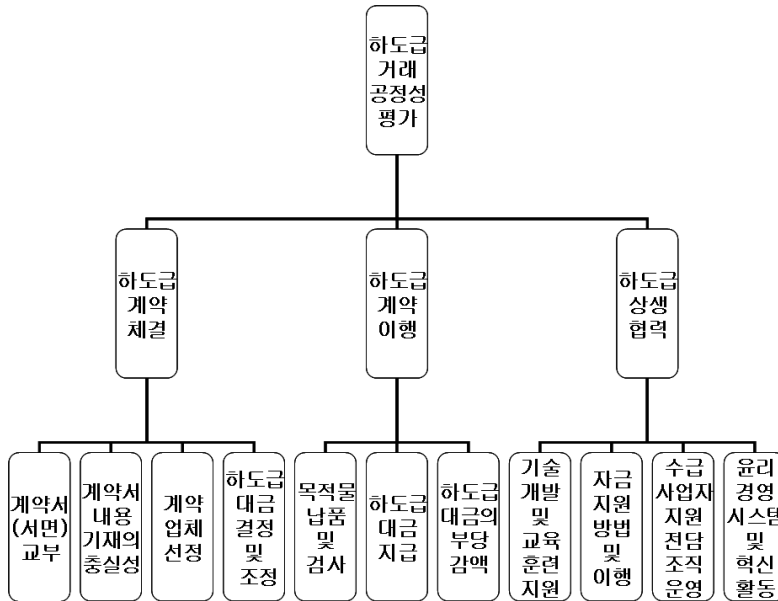 하도급
거래
공정성
평가
하도급
계약
체결
하도급
계약
이행
하도급
상생
협력
계약서
(서면)
교부
계약서
내용
기재의
충실성
계약
업체
선정
하도급
대금
결정
및
조정
목적물
납품
및
검사
하도급
대금
지급
하도급
대금의
부당
감액
기술
개발
및
교육
훈련
지원
자금
지원
방법
및
이행
수급
사업자
지원
전담
조직
운영
윤리
경영
시스템
및
혁신
활동